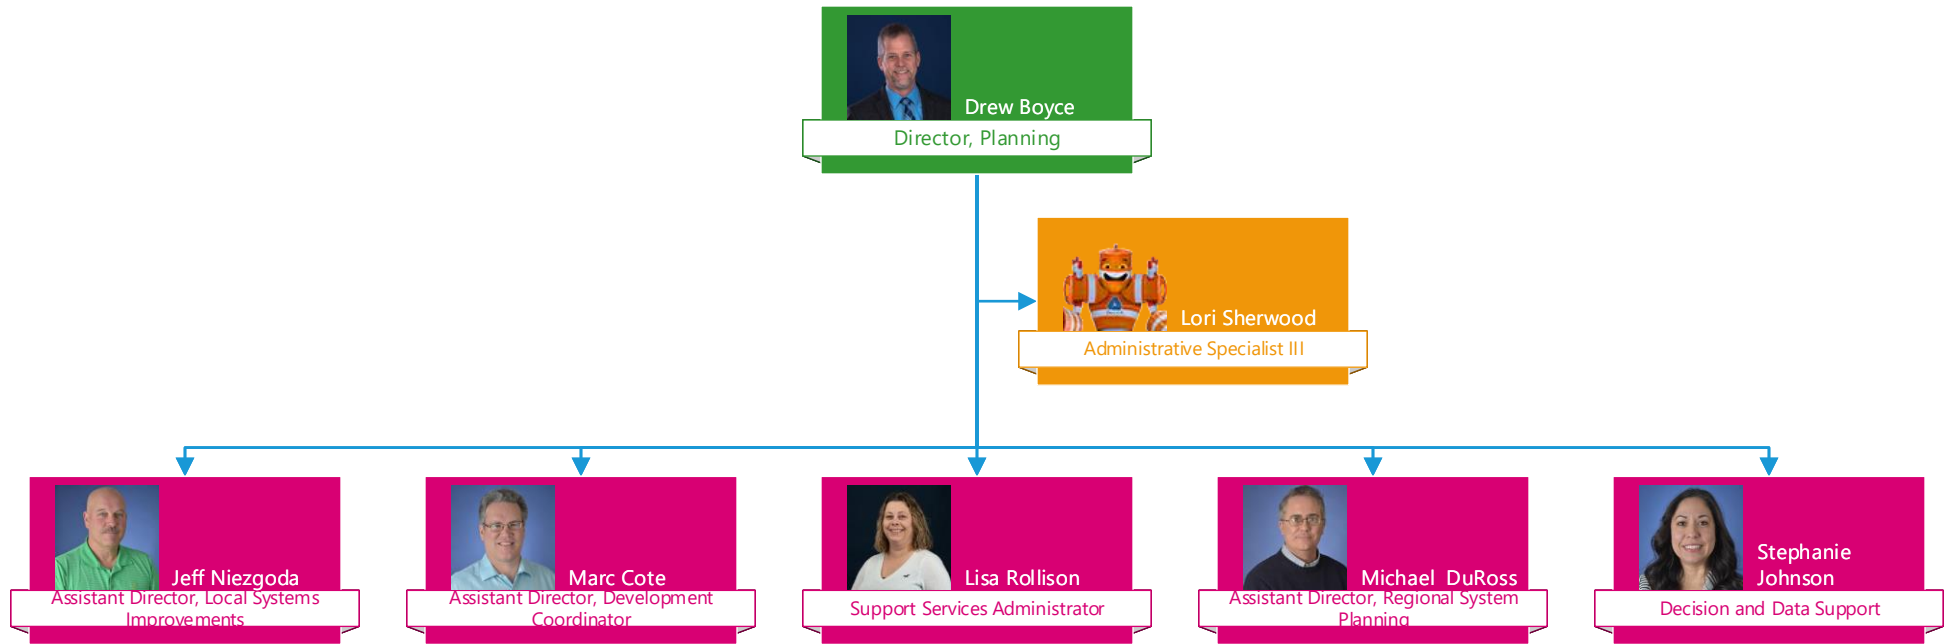 Drew Boyce
Director, Planning
Lori Sherwood
Administrative Specialist III
Jeff Niezgoda
Assistant Director, Local Systems
Improvements
Marc Cote
Assistant Director, Development
Coordinator
Lisa Rollison
Support Services Administrator
Michael  DuRoss
Assistant Director, Regional System
Planning
Stephanie
Johnson
Decision and Data Support